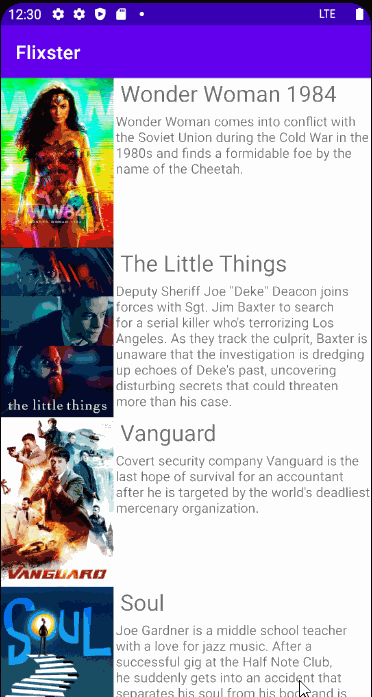 12:30 LTE
Flixster
Wonder Woman 1984
Wonder Woman comes into conflict with
the Soviet Union during the Cold War in the
1980s and finds a formidable foe by the
name of the Cheetah.
WW84
The Little Things
Deputy Sheriff Joe "Deke" Deacon joins
forces with Sgt. Jim Baxter to search
for a serial killer who's terrorizing Los
Angeles. As they track the culprit, Baxter is
unaware that the investigation is dredging
up echoes of Deke's past, uncovering
disturbing secrets that could threaten
more than his case.
the little things
Vanguard
Covert security company Vanguard is the
last hope of survival for an accountant
after he is targeted by the world's deadliest
mercenary organization.
VANGUARD
Soul
Joe Gardner is a middle school teacher
with a love for jazz music. After a
successful gig at the Half Note Club,
he suddenly gets into an accident that
separates his soul from his body and is
SOUL